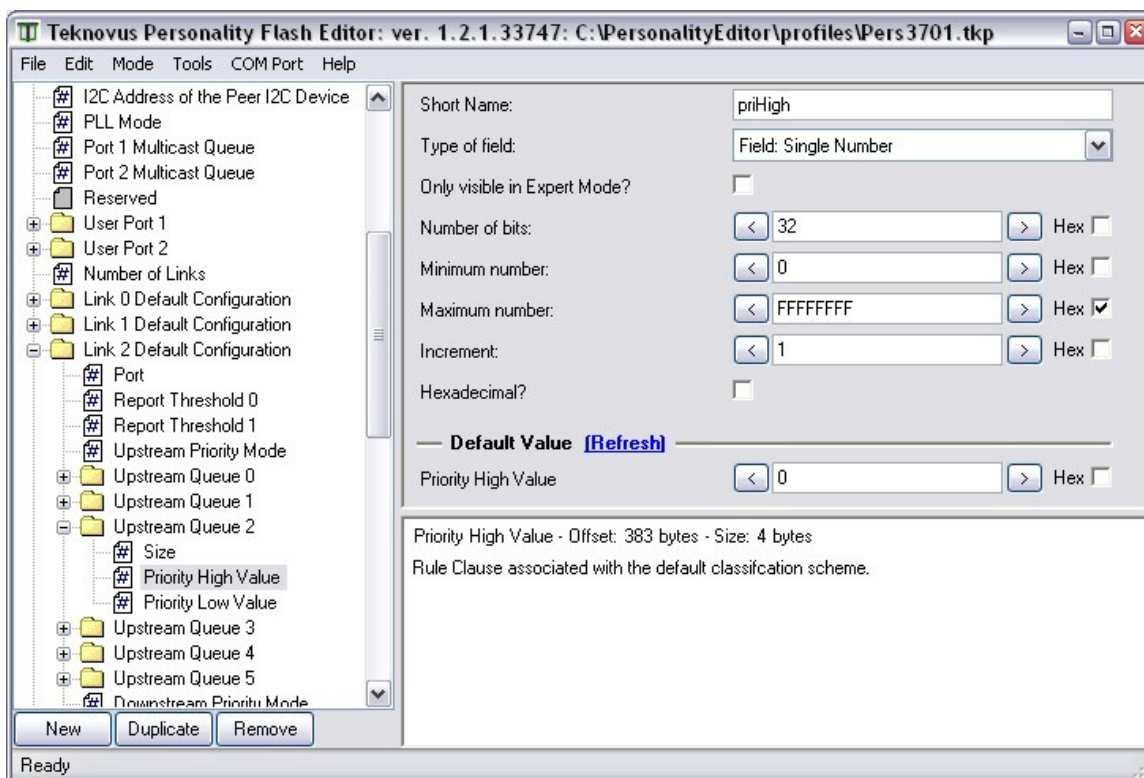 Teknovus Personality Flash Editor: ver. 1.2.1.33747: C:\PersonalityEditor\profiles\Pers3701.tkp
File Edit Mode Tools COM Port Help
I2C Address of the Peer I2C Device
PLL Mode
Port 1 Multicast Queue
Port 2 Multicast Queue
Reserved
User Port 1
User Port 2
Number of Links
Link 0 Default Configuration
Link 1 Default Configuration
Link 2 Default Configuration
Port
Report Threshold 0
Report Threshold 1
Upstream Priority Mode
Upstream Queue 0
Upstream Queue 1
Upstream Queue 2
Size
Priority High Value
Priority Low Value
Upstream Queue 3
Upstream Queue 4
Upstream Queue 5
Downstream Priority Mode
New Duplicate Remove
Short Name: priHigh
Type of field: Field: Single Number
Only visible in Expert Mode?
Number of bits: < 32 > Hex
Minimum number: < 0 > Hex
Maximum number: < FFFFFFFF > Hex
Increment: < 1 > Hex
Hexadecimal?
Default Value (Refresh)
Priority High Value < 0 > Hex
Priority High Value - Offset: 383 bytes - Size: 4 bytes
Rule Clause associated with the default classifcation scheme.
Ready